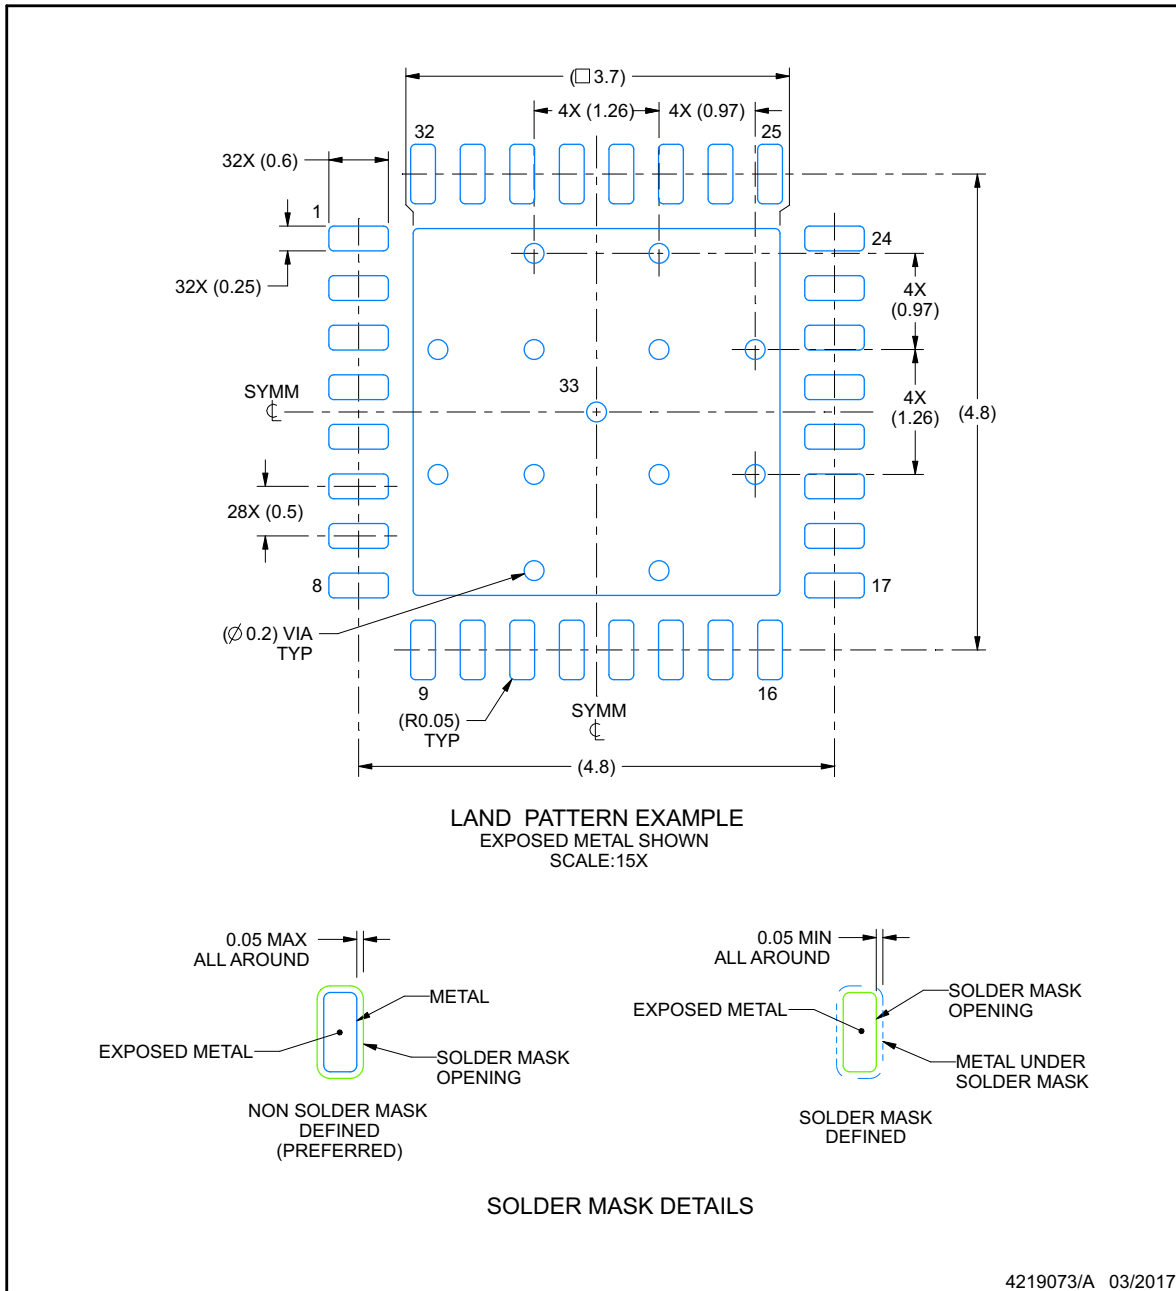 (□ 3.7)
4X (1.26)
4X (0.97)
32
25
32X (0.6)
1
24
32X (0.25)
4X
(0.97)
33
SYMM
℄
4X
(1.26)
(4.8)
28X (0.5)
8
17
(∅ 0.2) VIA
TYP
9
16
(R0.05)
TYP
SYMM
℄
(4.8)
LAND PATTERN EXAMPLE
EXPOSED METAL SHOWN
SCALE:15X
0.05 MAX
ALL AROUND
METAL
EXPOSED METAL
SOLDER MASK
OPENING
NON SOLDER MASK
DEFINED
(PREFERRED)
0.05 MIN
ALL AROUND
EXPOSED METAL
SOLDER MASK
OPENING
METAL UNDER
SOLDER MASK
SOLDER MASK
DEFINED
SOLDER MASK DETAILS
4219073/A 03/2017